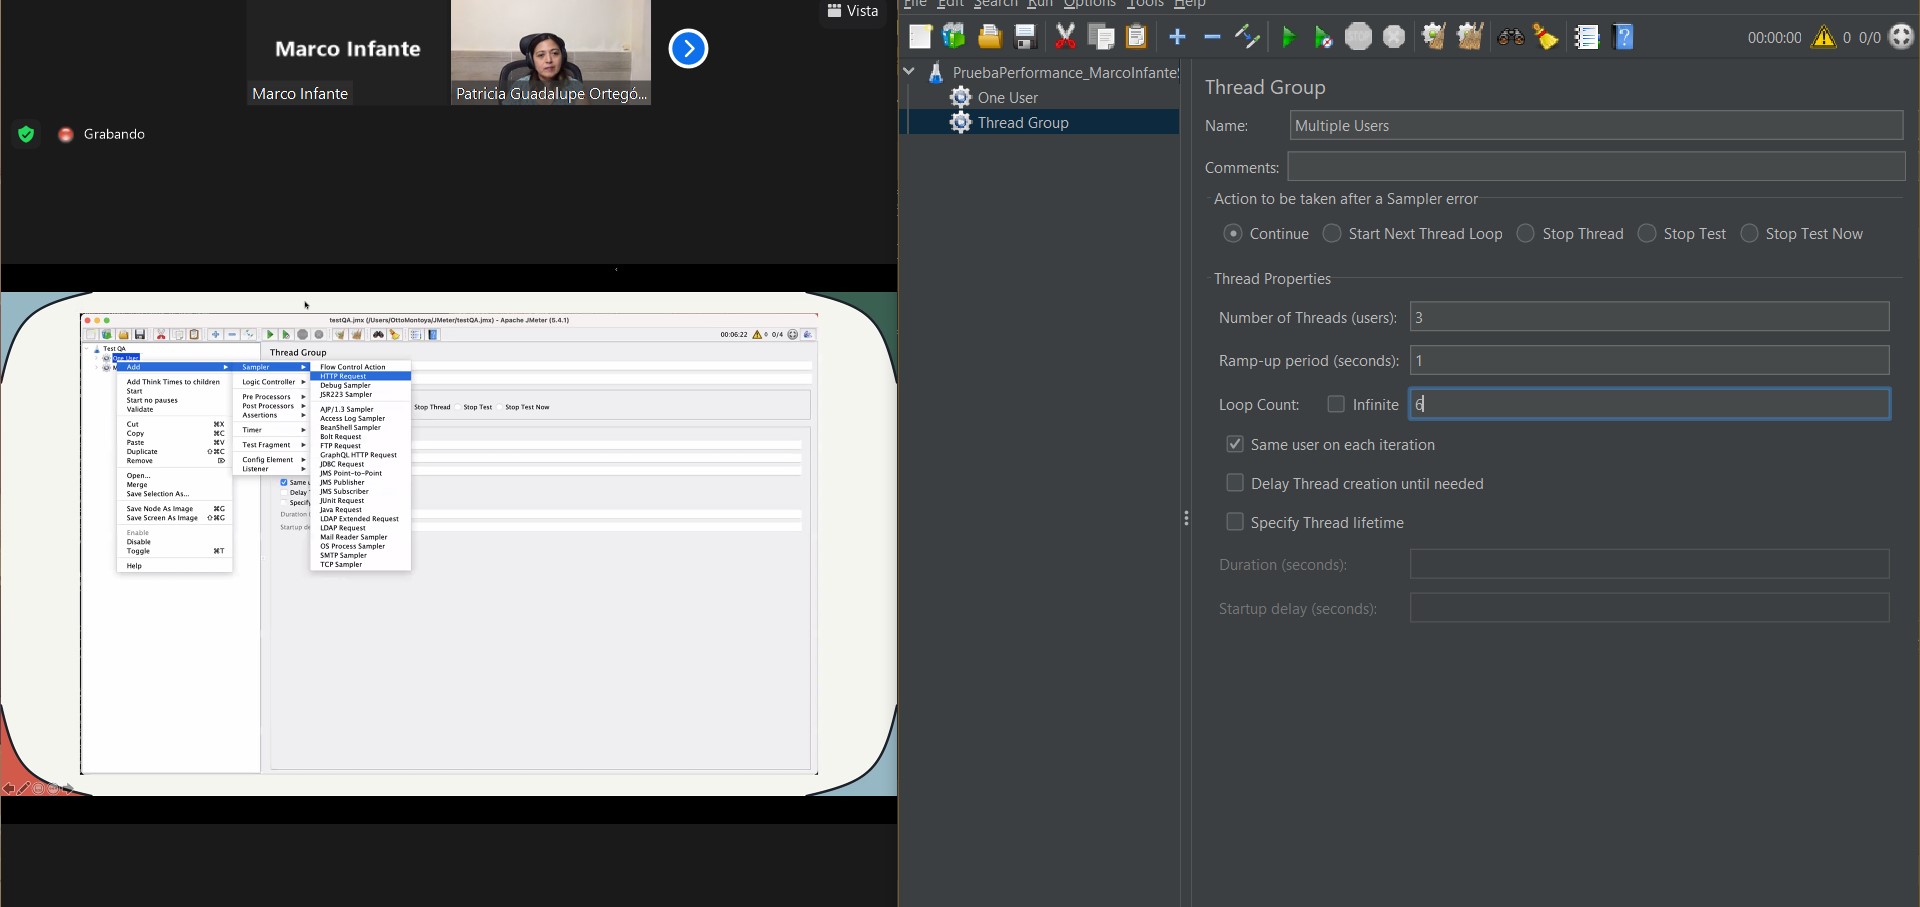 Marco Infante
Marco Infante
Patricia Guadalupe Ortegó...
Vista
Grabando
testQA.jmx (/Users/OttoMontoya/JMeter/testQA.jmx) - Apache JMeter (5.4.1)
00:06:22 0 0/4
Test QA
One User
Thread Group
Add
Add Think Times to children
Start
Start no pauses
Validate
Cut ⌘X
Copy ⌘C
Paste ⌘V
Duplicate ⇧⌘C
Remove ⌦
Open...
Merge
Save Selection As...
Save Node As Image ⌘G
Save Screen As Image ⇧⌘G
Enable
Disable
Toggle ⌘T
Help
Sampler
Logic Controller
Pre Processors
Post Processors
Assertions
Timer
Test Fragment
Config Element
Listener
Flow Control Action
HTTP Request
Debug Sampler
JSR223 Sampler
AJP/1.3 Sampler
Access Log Sampler
BeanShell Sampler
Bolt Request
FTP Request
GraphQL HTTP Request
JDBC Request
JMS Point-to-Point
JMS Publisher
JMS Subscriber
JUnit Request
Java Request
LDAP Extended Request
LDAP Request
Mail Reader Sampler
OS Process Sampler
SMTP Sampler
TCP Sampler
Stop Thread Stop Test Stop Test Now
Same u
Delay
Specify
Duration
Startup de
File Edit Search Run Options Tools Help
STOP
00:00:00 0 0/0
PruebaPerformance_MarcoInfante
One User
Thread Group
Thread Group
Name: Multiple Users
Comments:
Action to be taken after a Sampler error
Continue Start Next Thread Loop Stop Thread Stop Test Stop Test Now
Thread Properties
Number of Threads (users): 3
Ramp-up period (seconds): 1
Loop Count: Infinite 6
Same user on each iteration
Delay Thread creation until needed
Specify Thread lifetime
Duration (seconds):
Startup delay (seconds):